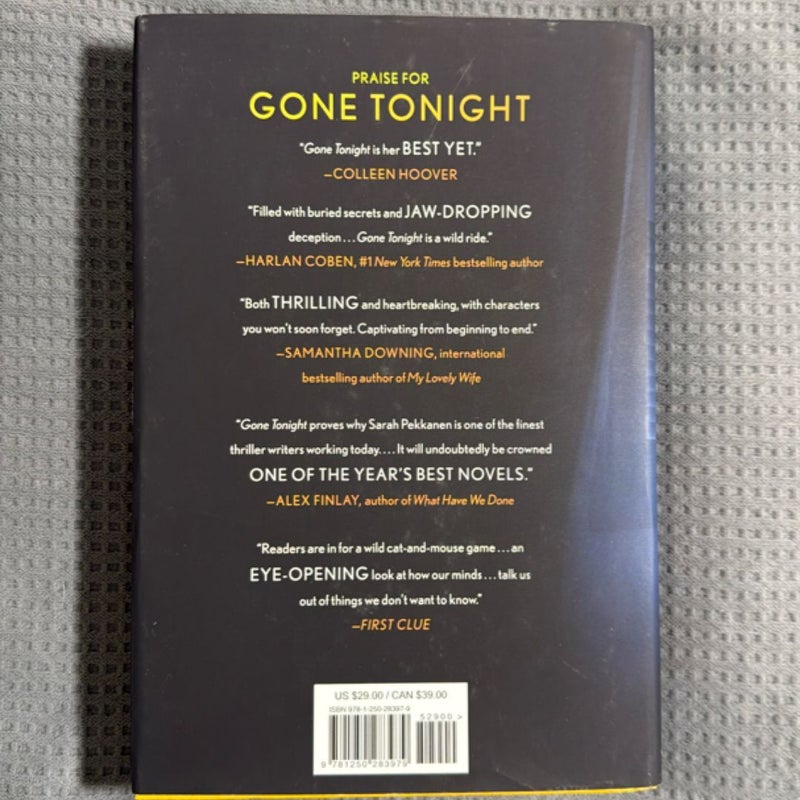 PRAISE FOR
GONE TONIGHT
“Gone Tonight is her BEST YET.”
—COLLEEN HOOVER
“Filled with buried secrets and JAW-DROPPING
deception...Gone Tonight is a wild ride.”
—HARLAN COBEN, #1 New York Times bestselling author
“Both THRILLING and heartbreaking, with characters
you won’t soon forget. Captivating from beginning to end.”
—SAMANTHA DOWNING, international
bestselling author of My Lovely Wife
“Gone Tonight proves why Sarah Pekkanen is one of the finest
thriller writers working today.... It will undoubtedly be crowned
ONE OF THE YEAR’S BEST NOVELS.”
—ALEX FINLAY, author of What Have We Done
“Readers are in for a wild cat-and-mouse game...an
EYE-OPENING look at how our minds...talk us
out of things we don’t want to know.”
—FIRST CLUE
US $29.00 / CAN $39.00
ISBN 978-1-250-28397-9
52900 >
9 781250 283979